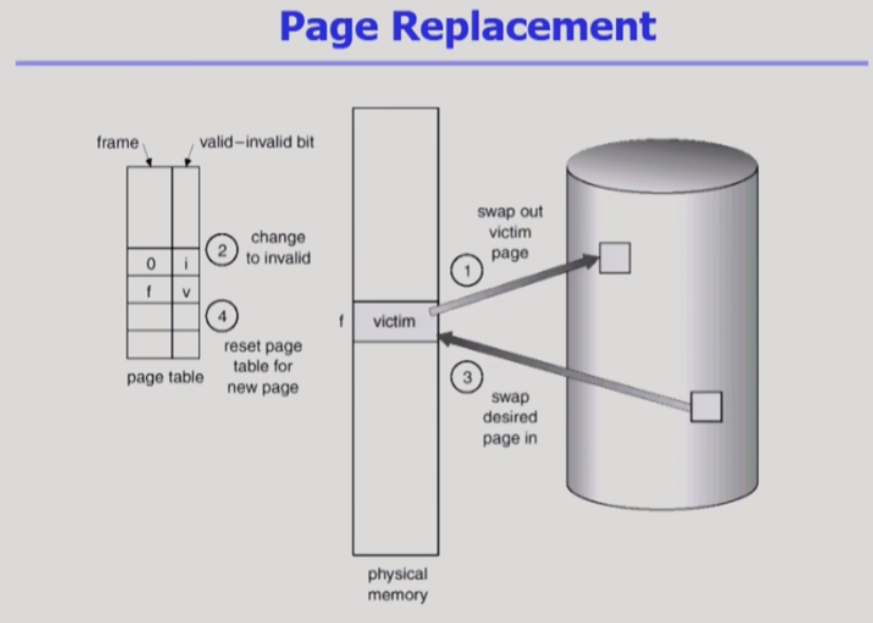 Page Replacement
frame
valid–invalid bit
0
i
f
v
2
change
to invalid
4
reset page
table for
new page
page table
f
victim
physical
memory
1
swap out
victim
page
3
swap
desired
page in